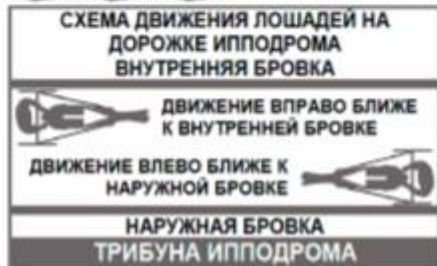 СХЕМА ДВИЖЕНИЯ ЛОШАДЕЙ НА
ДОРОЖКЕ ИППОДРОМА
ВНУТРЕННЯЯ БРОВКА
ДВИЖЕНИЕ ВПРАВО БЛИЖЕ
К ВНУТРЕННЕЙ БРОВКЕ
ДВИЖЕНИЕ ВЛЕВО БЛИЖЕ К
НАРУЖНОЙ БРОВКЕ
НАРУЖНАЯ БРОВКА
ТРИБУНА ИППОДРОМА